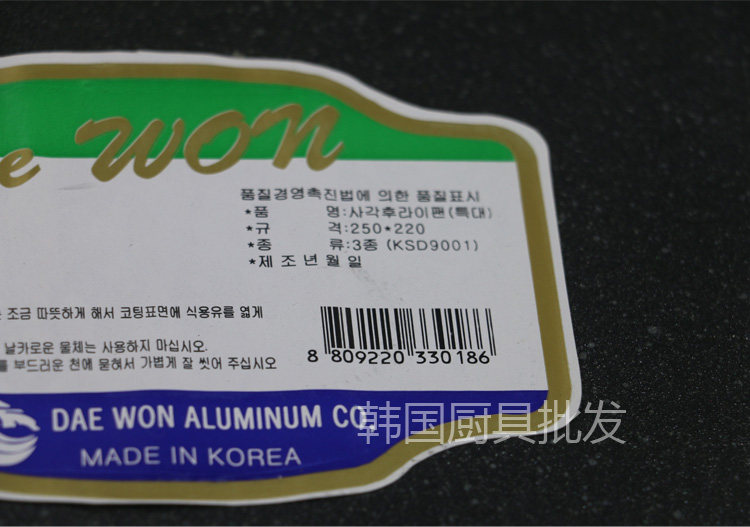 e WON
품질경영촉진법에 의한 품질표시
*품 명:사각후라이팬(특대)
*규 격:250*220
*종 류:3종 (KSD9001)
*제 조 년 월 일
조금 따뜻하게 해서 코팅표면에 식용유를 엷게
날카로운 물체는 사용하지 마십시오.
를 부드러운 천에 묻혀서 가볍게 잘 씻어 주십시오
8 809220 330186
DAE WON ALUMINUM CO.
MADE IN KOREA
韩国厨具批发